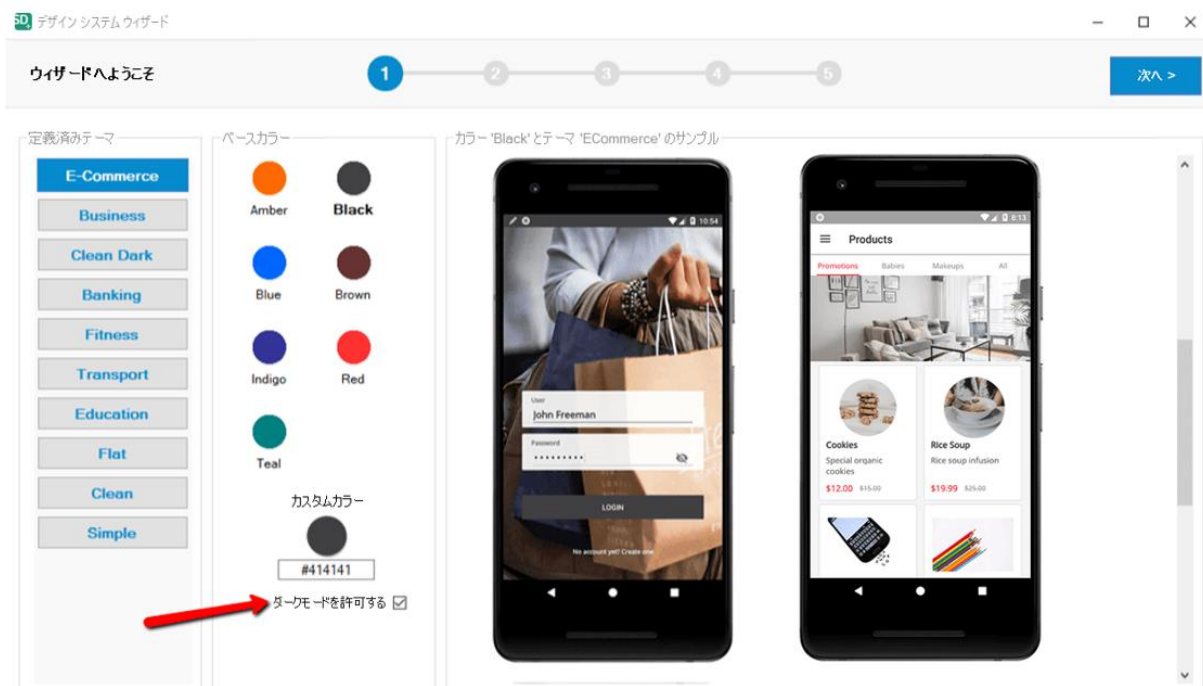 SD デザイン システム ウィザード
ウィザードへようこそ
1
2
3
4
5
次へ >
定義済みテーマ
E-Commerce
Business
Clean Dark
Banking
Fitness
Transport
Education
Flat
Clean
Simple
ベースカラー
Amber
Black
Blue
Brown
Indigo
Red
Teal
カスタムカラー
#414141
ダークモードを許可する
カラー 'Black' とテーマ 'ECommerce' のサンプル
10:54
User
John Freeman
Password
LOGIN
No account yet? Create one
8:13
Products
Promotions Babies Makeups All
Cookies
Special organic
cookies
$12.00 $15.00
Rice Soup
Rice soup infusion
$19.99 $25.00